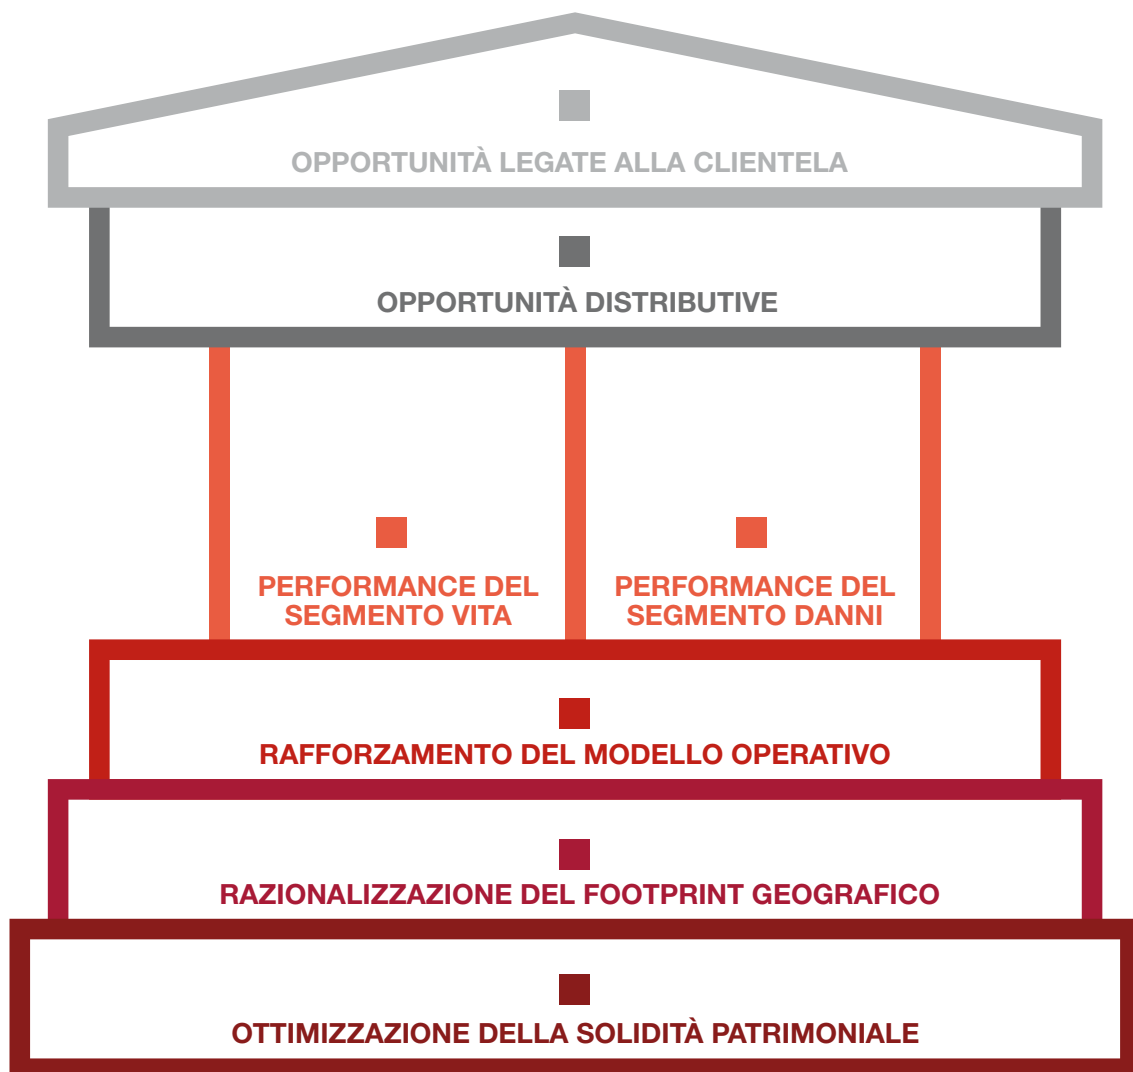 OPPORTUNITÀ LEGATE ALLA CLIENTELA
OPPORTUNITÀ DISTRIBUTIVE
PERFORMANCE DEL
SEGMENTO VITA
PERFORMANCE DEL
SEGMENTO DANNI
RAFFORZAMENTO DEL MODELLO OPERATIVO
RAZIONALIZZAZIONE DEL FOOTPRINT GEOGRAFICO
OTTIMIZZAZIONE DELLA SOLIDITÀ PATRIMONIALE